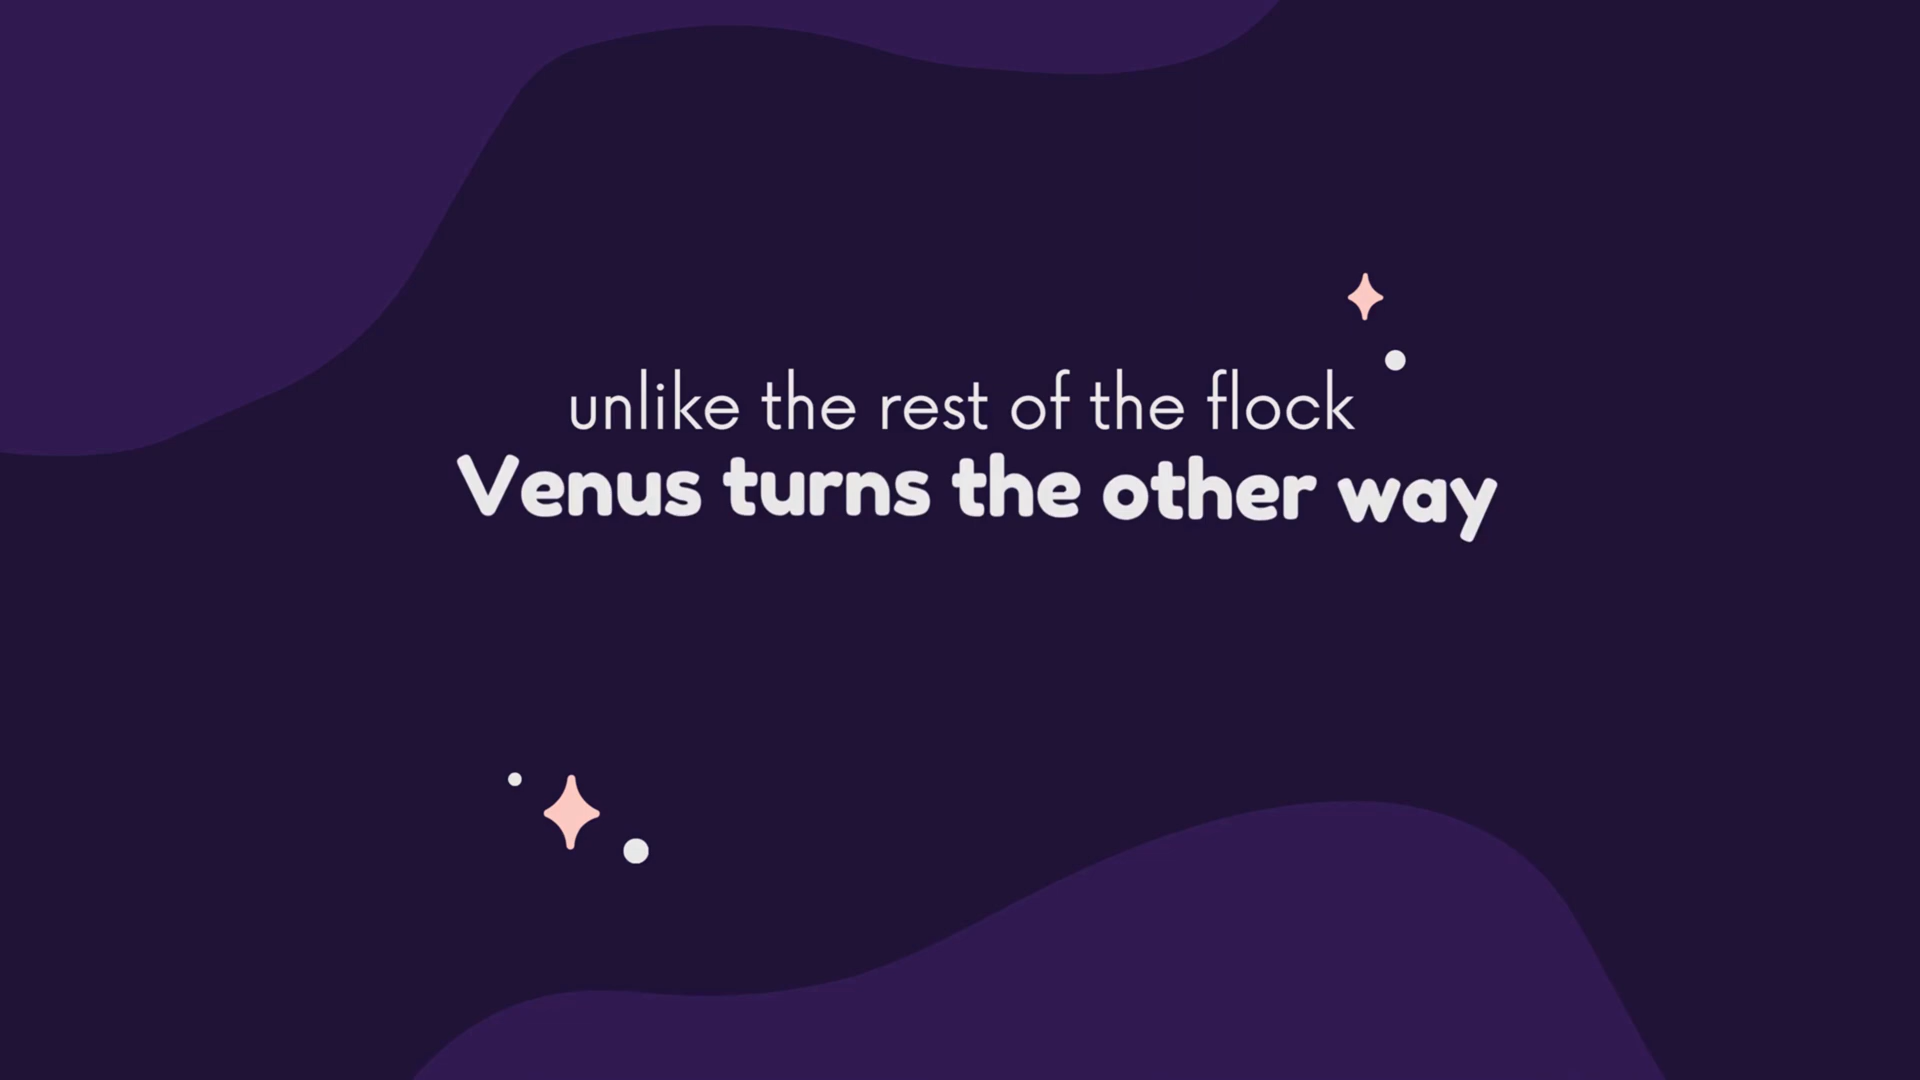 unlike the rest of the flock
Venus turns the other way